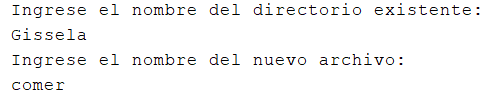 Ingrese el nombre del directorio existente:
Gissela
Ingrese el nombre del nuevo archivo:
comer